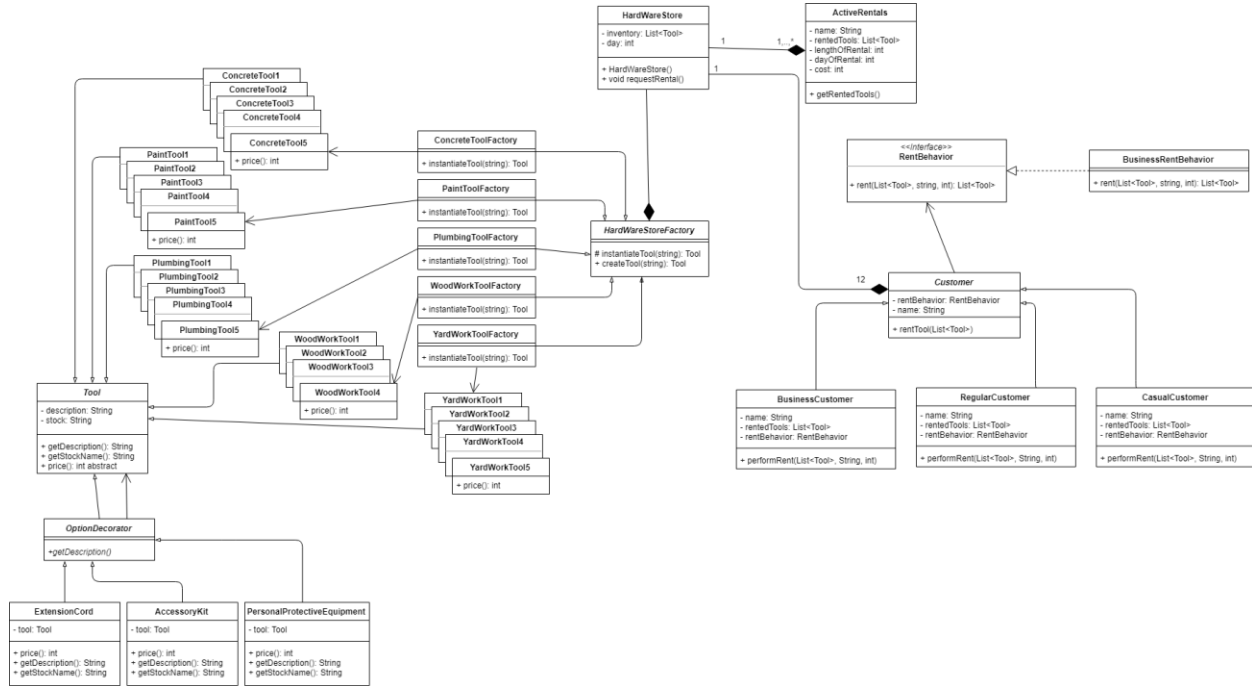 HardWareStore
- inventory: List<Tool>
- day: int
+ HardWareStore()
+ void requestRental()
1
1,..,*
1
ActiveRentals
- name: String
- rentedTools: List<Tool>
- lengthOfRental: int
- dayOfRental: int
- cost: int
+ getRentedTools()
ConcreteTool1
ConcreteTool2
ConcreteTool3
ConcreteTool4
ConcreteTool5
+ price(): int
PaintTool1
PaintTool2
PaintTool3
PaintTool4
PaintTool5
+ price(): int
PlumbingTool1
PlumbingTool2
PlumbingTool3
PlumbingTool4
PlumbingTool5
+ price(): int
WoodWorkTool1
WoodWorkTool2
WoodWorkTool3
WoodWorkTool4
+ price(): int
YardWorkTool1
YardWorkTool2
YardWorkTool3
YardWorkTool4
YardWorkTool5
+ price(): int
ConcreteToolFactory
+ instantiateTool(string): Tool
PaintToolFactory
+ instantiateTool(string): Tool
PlumbingToolFactory
+ instantiateTool(string): Tool
WoodWorkToolFactory
+ instantiateTool(string): Tool
YardWorkToolFactory
+ instantiateTool(string): Tool
HardWareStoreFactory
# instantiateTool(string): Tool
+ createTool(string): Tool
<<Interface>>
RentBehavior
+ rent(List<Tool>, string, int): List<Tool>
BusinessRentBehavior
+ rent(List<Tool>, string, int): List<Tool>
12
Customer
- rentBehavior: RentBehavior
- name: String
+ rentTool(List<Tool>)
BusinessCustomer
- name: String
- rentedTools: List<Tool>
- rentBehavior: RentBehavior
+ performRent(List<Tool>, String, int)
RegularCustomer
- name: String
- rentedTools: List<Tool>
- rentBehavior: RentBehavior
+ performRent(List<Tool>, String, int)
CasualCustomer
- name: String
- rentedTools: List<Tool>
- rentBehavior: RentBehavior
+ performRent(List<Tool>, String, int)
Tool
- description: String
- stock: String
+ getDescription(): String
+ getStockName(): String
+ price(): int abstract
OptionDecorator
+getDescription()
ExtensionCord
- tool: Tool
+ price(): int
+ getDescription(): String
+ getStockName(): String
AccessoryKit
- tool: Tool
+ price(): int
+ getDescription(): String
+ getStockName(): String
PersonalProtectiveEquipment
- tool: Tool
+ price(): int
+ getDescription(): String
+ getStockName(): String